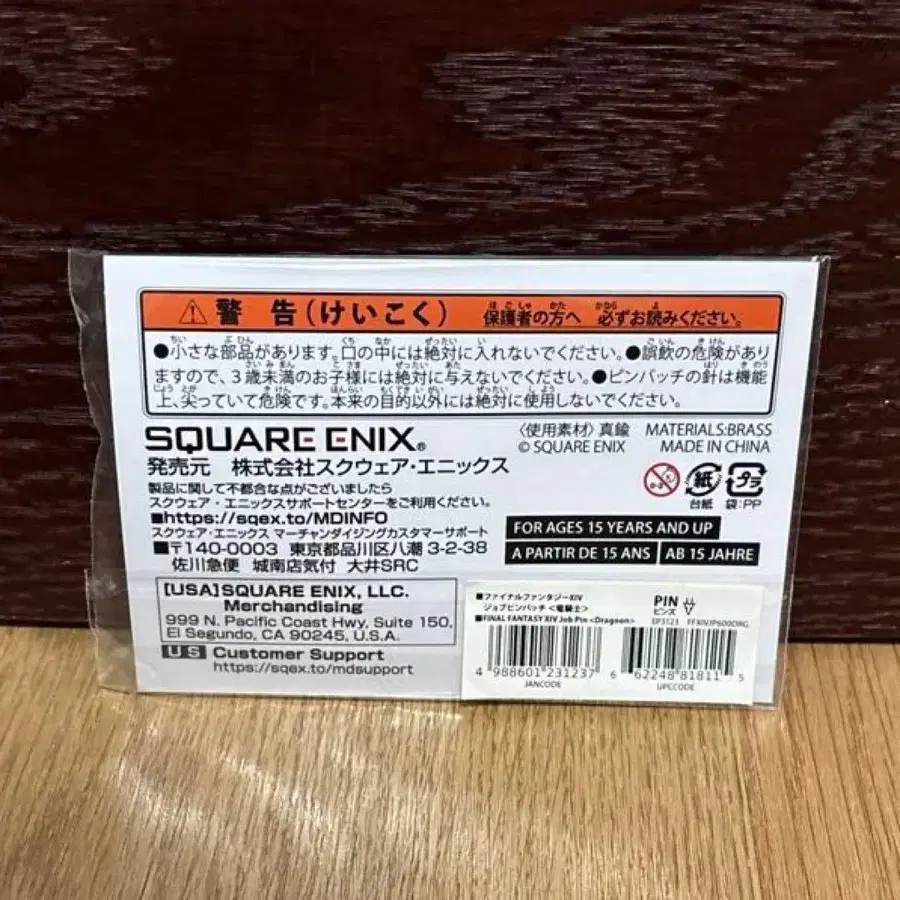 ⚠ 警 告(けいこく) 保護者の方へ 必ずお読みください。
●小さな部品があります。口の中には絶対に入れないでください。●誤飲の危険があり
ますので、3歳未満のお子様には絶対に与えないでください。●ピンバッチの針は機能
上、尖っていて危険です。本来の目的以外には絶対に使用しないでください。
SQUARE ENIX®
〈使用素材〉真鍮 MATERIALS:BRASS
© SQUARE ENIX MADE IN CHINA
発売元 株式会社スクウェア・エニックス
製品に関して不都合な点がございましたら
スクウェア・エニックスサポートセンターをご利用ください。
■https://sqex.to/MDINFO
スクウェア・エニックス マーチャンダイジングカスタマーサポート
■〒140-0003 東京都品川区八潮3-2-38
佐川急便 城南店気付 大井SRC
0-3 紙 プラ
台紙 袋:PP
FOR AGES 15 YEARS AND UP
A PARTIR DE 15 ANS AB 15 JAHRE
[USA] SQUARE ENIX, LLC.
Merchandising
999 N. Pacific Coast Hwy, Suite 150,
El Segundo, CA 90245, U.S.A.
US Customer Support
https://sqex.to/mdsupport
■ファイナルファンタジーXIV
ジョブピンバッチ<竜騎士>
PIN
ピンズ
■FINAL FANTASY XIV Job Pin <Dragoon>
EP3123 FFXIVJP600DRG
4 988601 231237
JANCODE
6 62248 81811 5
UPCCODE